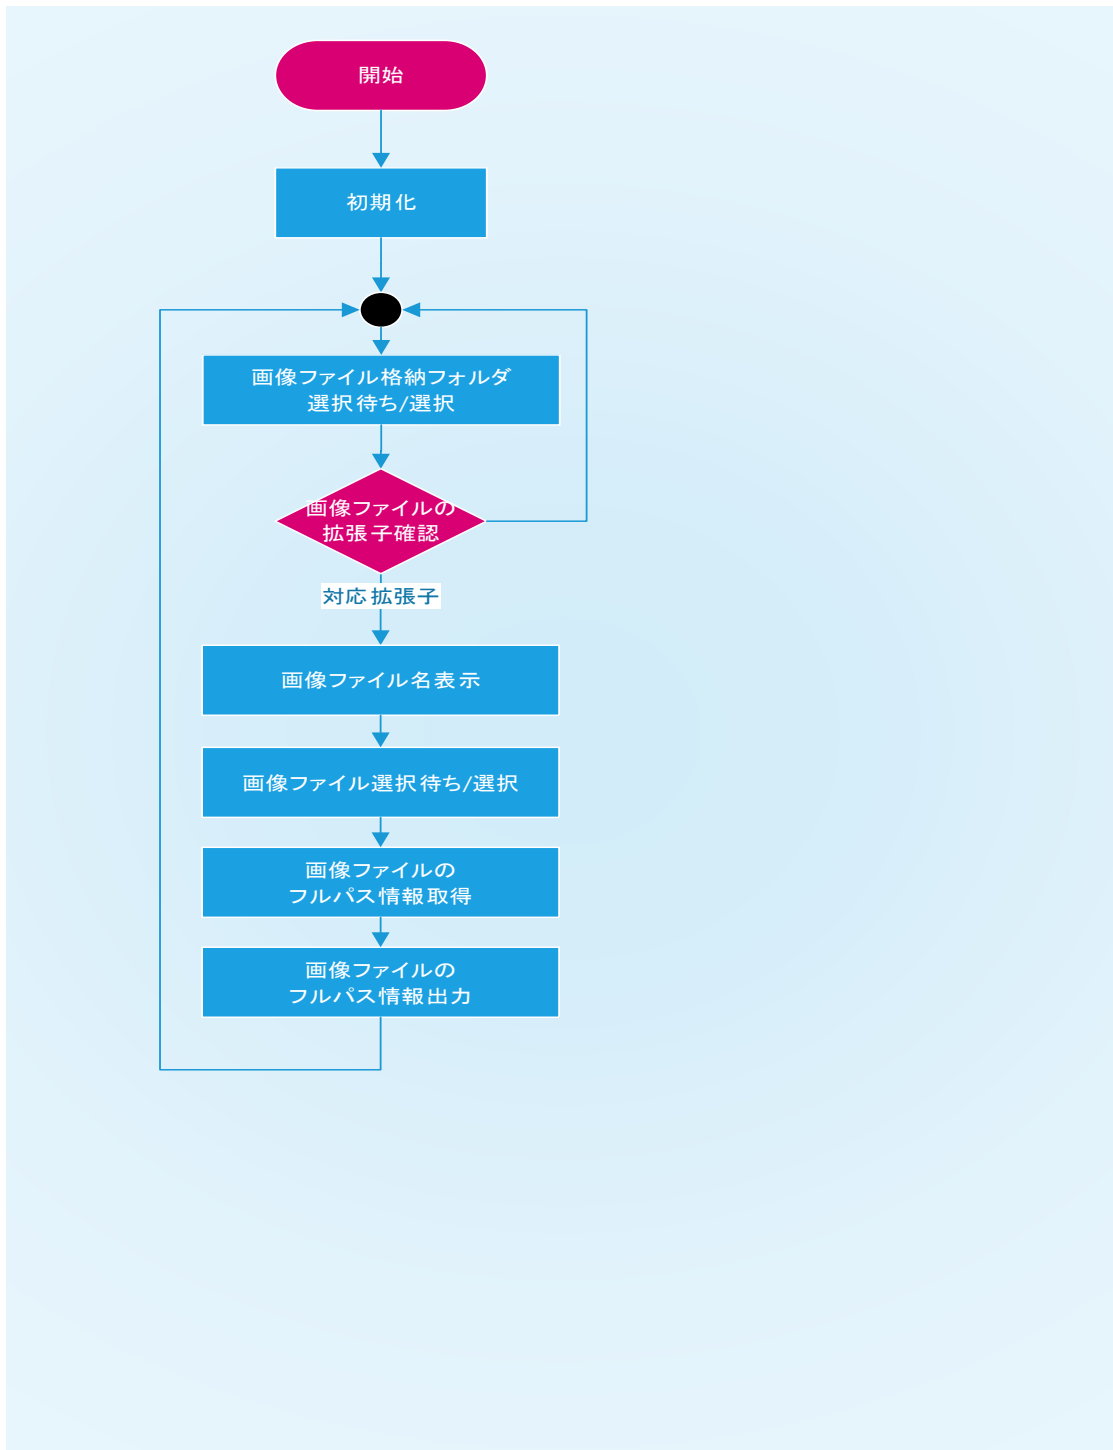 開始
初期化
画像ファイル格納フォルダ
選択待ち/選択
画像ファイルの
拡張子確認
対応拡張子
画像ファイル名表示
画像ファイル選択待ち/選択
画像ファイルの
フルパス情報取得
画像ファイルの
フルパス情報出力